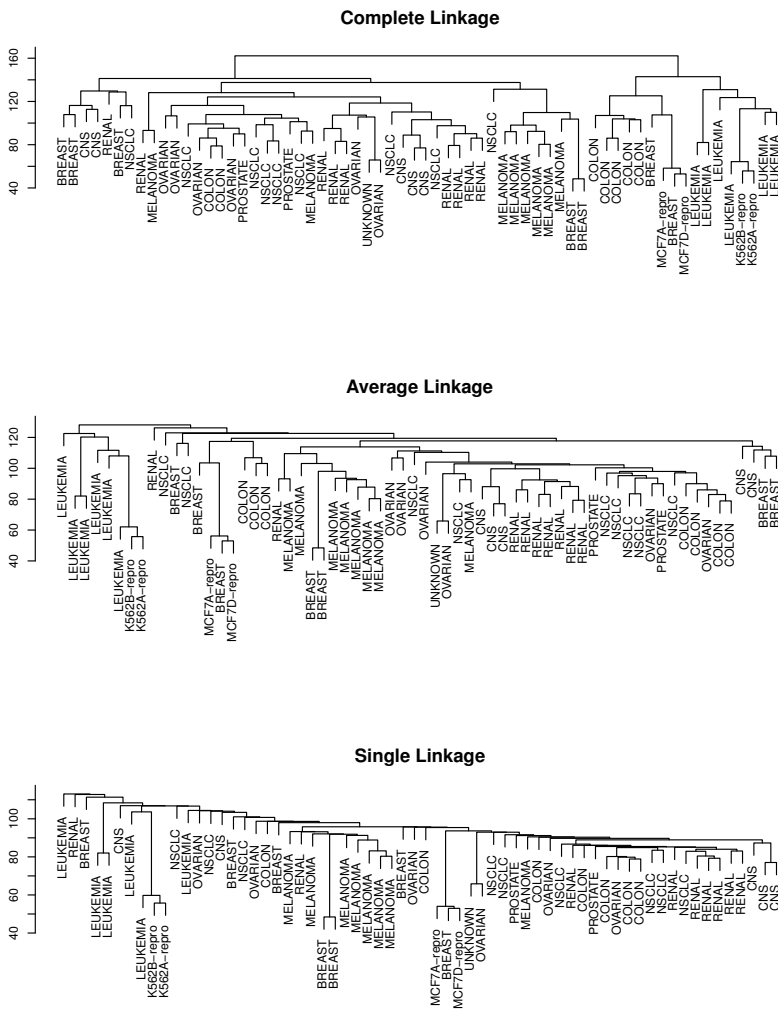 Complete Linkage
160
120
80
40
BREAST
BREAST
CNS
CNS
RENAL
BREAST
NSCLC
RENAL
MELANOMA
OVARIAN
OVARIAN
NSCLC
OVARIAN
COLON
COLON
OVARIAN
PROSTATE
NSCLC
NSCLC
NSCLC
PROSTATE
NSCLC
MELANOMA
RENAL
RENAL
RENAL
OVARIAN
UNKNOWN
OVARIAN
NSCLC
CNS
CNS
CNS
NSCLC
RENAL
RENAL
RENAL
RENAL
NSCLC
MELANOMA
MELANOMA
MELANOMA
MELANOMA
MELANOMA
MELANOMA
BREAST
BREAST
COLON
COLON
COLON
COLON
COLON
BREAST
MCF7A−repro
BREAST
MCF7D−repro
LEUKEMIA
LEUKEMIA
LEUKEMIA
LEUKEMIA
K562B−repro
K562A−repro
LEUKEMIA
LEUKEMIA
Average Linkage
120
100
80
60
40
LEUKEMIA
LEUKEMIA
LEUKEMIA
LEUKEMIA
LEUKEMIA
LEUKEMIA
K562B−repro
K562A−repro
RENAL
NSCLC
BREAST
NSCLC
BREAST
MCF7A−repro
BREAST
MCF7D−repro
COLON
COLON
COLON
RENAL
MELANOMA
MELANOMA
BREAST
BREAST
MELANOMA
MELANOMA
MELANOMA
MELANOMA
MELANOMA
OVARIAN
OVARIAN
NSCLC
OVARIAN
UNKNOWN
OVARIAN
NSCLC
MELANOMA
CNS
CNS
CNS
RENAL
RENAL
RENAL
RENAL
RENAL
RENAL
RENAL
PROSTATE
NSCLC
NSCLC
NSCLC
NSCLC
OVARIAN
PROSTATE
NSCLC
COLON
COLON
OVARIAN
COLON
COLON
CNS
CNS
BREAST
BREAST
Single Linkage
100
80
60
40
LEUKEMIA
RENAL
BREAST
LEUKEMIA
LEUKEMIA
CNS
LEUKEMIA
LEUKEMIA
K562B−repro
K562A−repro
NSCLC
LEUKEMIA
OVARIAN
NSCLC
CNS
BREAST
NSCLC
OVARIAN
COLON
BREAST
MELANOMA
RENAL
MELANOMA
BREAST
BREAST
MELANOMA
MELANOMA
MELANOMA
MELANOMA
MELANOMA
BREAST
OVARIAN
COLON
MCF7A−repro
BREAST
MCF7D−repro
UNKNOWN
OVARIAN
NSCLC
NSCLC
PROSTATE
MELANOMA
COLON
OVARIAN
NSCLC
RENAL
COLON
PROSTATE
COLON
OVARIAN
COLON
COLON
NSCLC
NSCLC
RENAL
NSCLC
RENAL
RENAL
RENAL
RENAL
RENAL
CNS
CNS
CNS